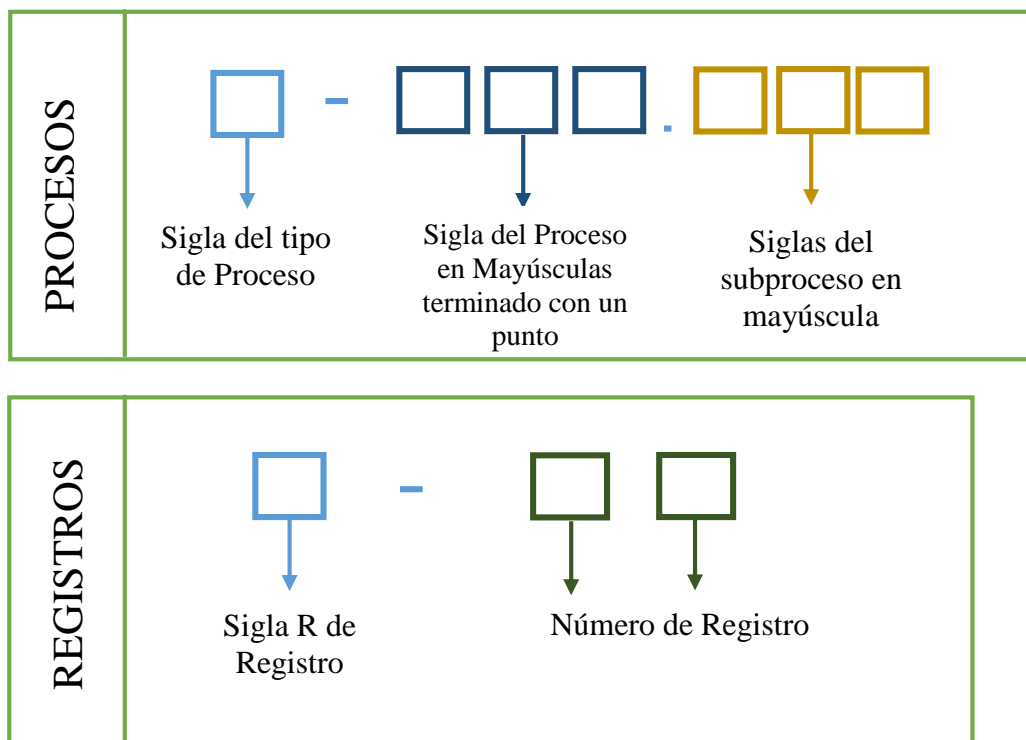 PROCESOS
-
.
Sigla del tipo
de Proceso
Sigla del Proceso
en Mayúsculas
terminado con un
punto
Siglas del
subproceso en
mayúscula
REGISTROS
-
Sigla R de
Registro
Número de Registro